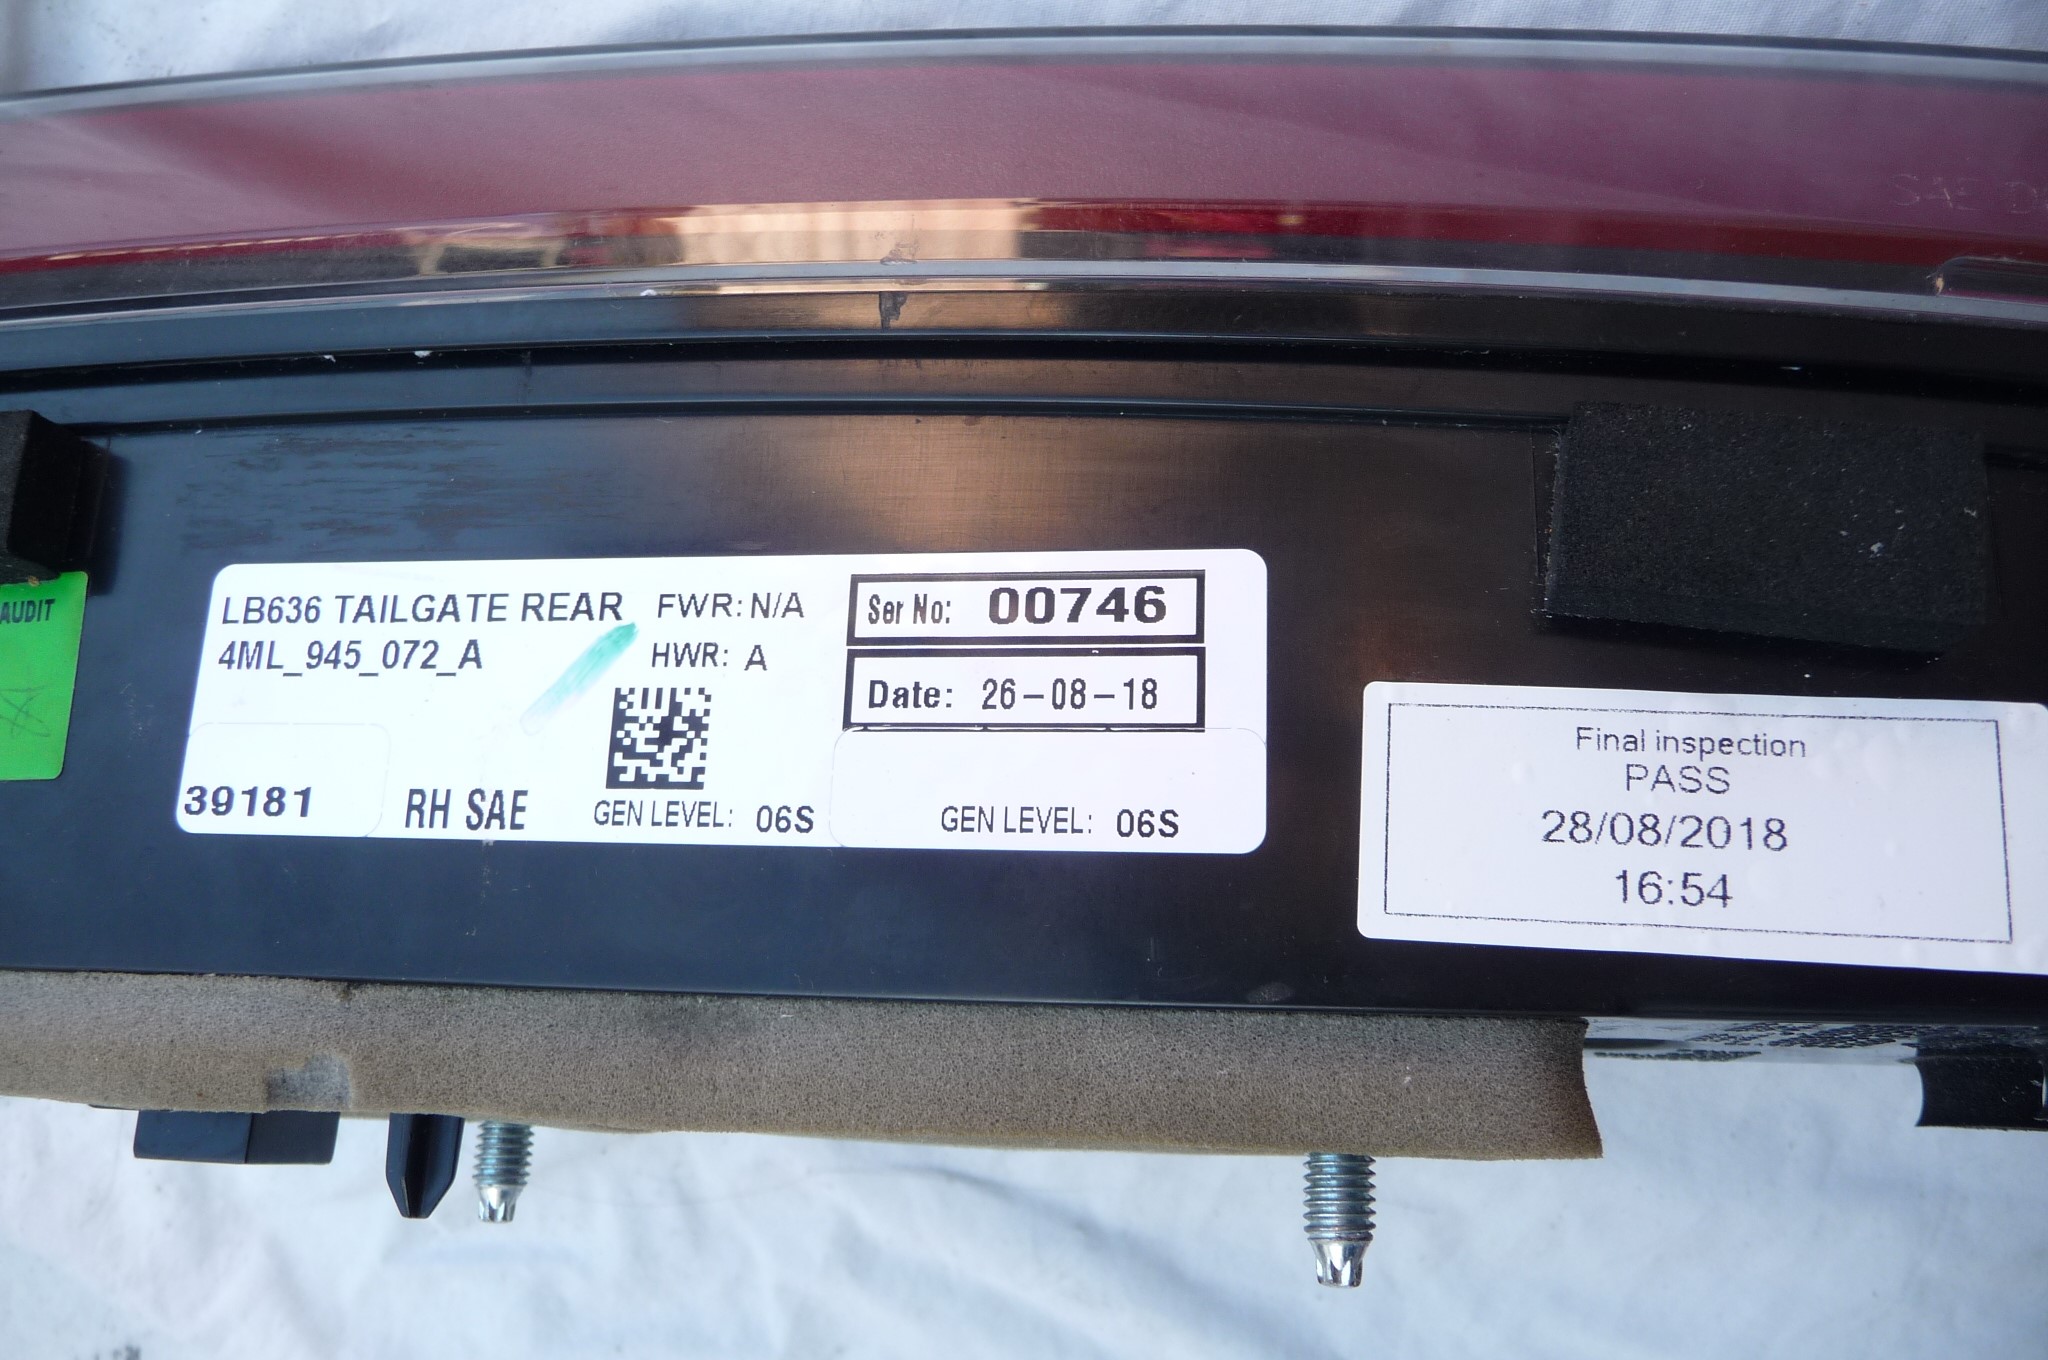 SAE
AUDIT
LB636 TAILGATE REAR
4ML_945_072_A
FWR: N/A
HWR: A
Ser No: 00746
Date: 26-08-18
39181
RH SAE
GEN LEVEL: 06S
GEN LEVEL: 06S
Final inspection
PASS
28/08/2018
16:54